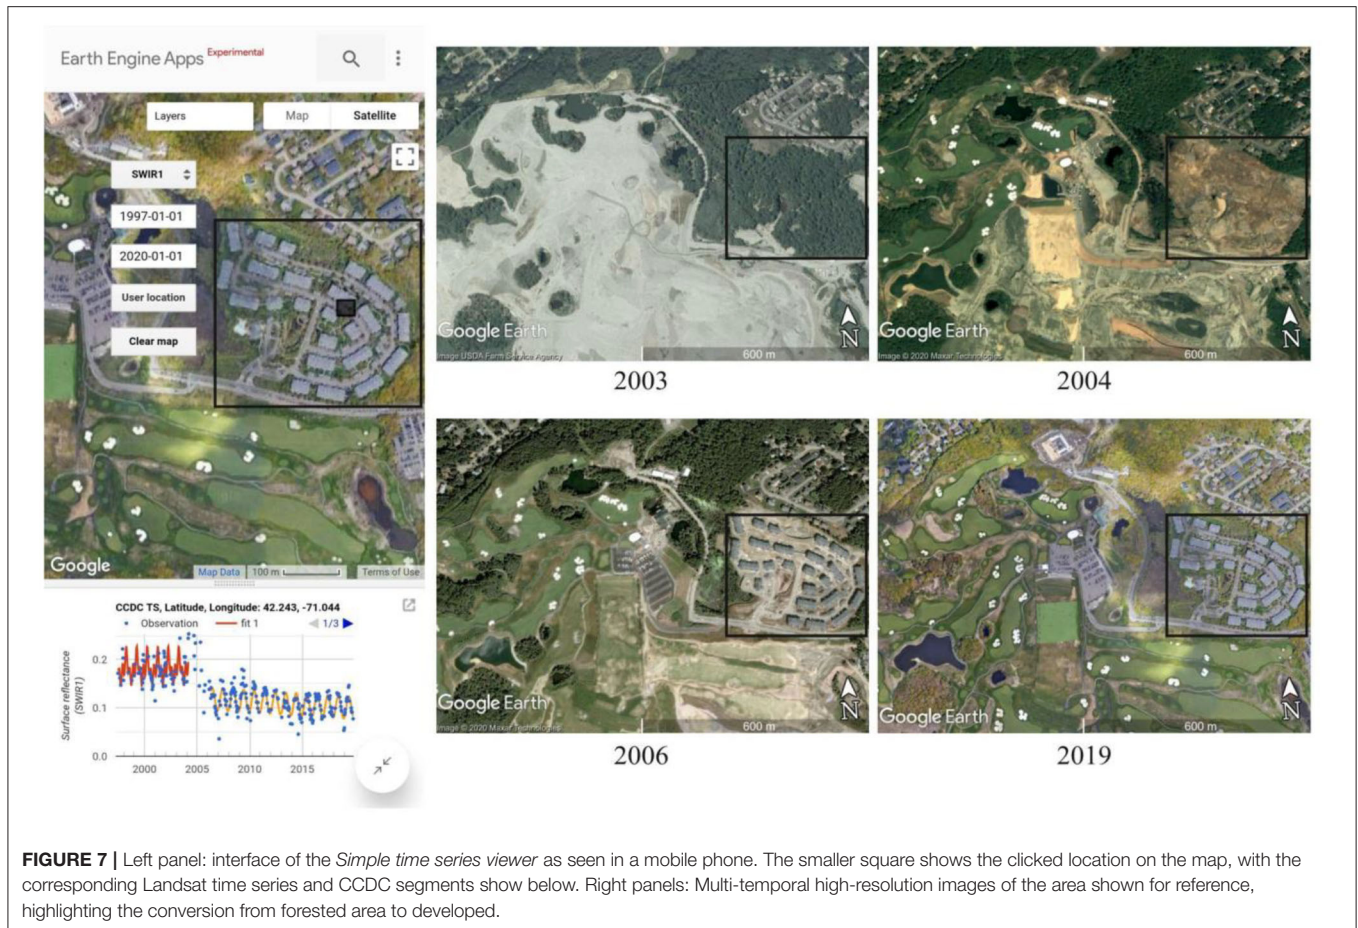 Earth Engine Apps Experimental
Layers
Map
Satellite
SWIR1
1997-01-01
2020-01-01
User location
Clear map
Google
Map Data
100 m
Terms of Use
CCDC TS, Latitude, Longitude: 42.243, -71.044
Observation
fit 1
1/3
Surface reflectance
(SWIR1)
0.2
0.1
0.0
2000
2005
2010
2015
Google Earth
Image USDA Farm Service Agency
600 m
N
2003
Google Earth
Image © 2020 Maxar Technologies
600 m
N
2004
Google Earth
Image © 2020 Maxar Technologies
600 m
N
2006
Google Earth
600 m
N
2019
FIGURE 7 | Left panel: interface of the Simple time series viewer as seen in a mobile phone. The smaller square shows the clicked location on the map, with the
corresponding Landsat time series and CCDC segments show below. Right panels: Multi-temporal high-resolution images of the area shown for reference,
highlighting the conversion from forested area to developed.